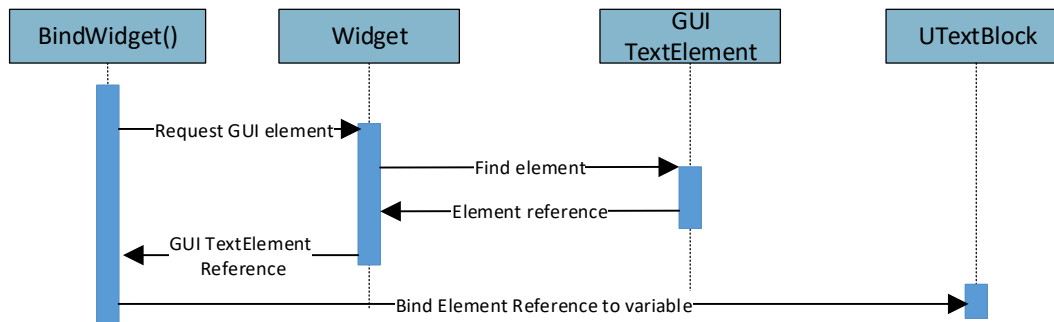 BindWidget()
Widget
GUI
TextElement
UTextBlock
Request GUI element
Find element
Element reference
GUI TextElement
Reference
Bind Element Reference to variable